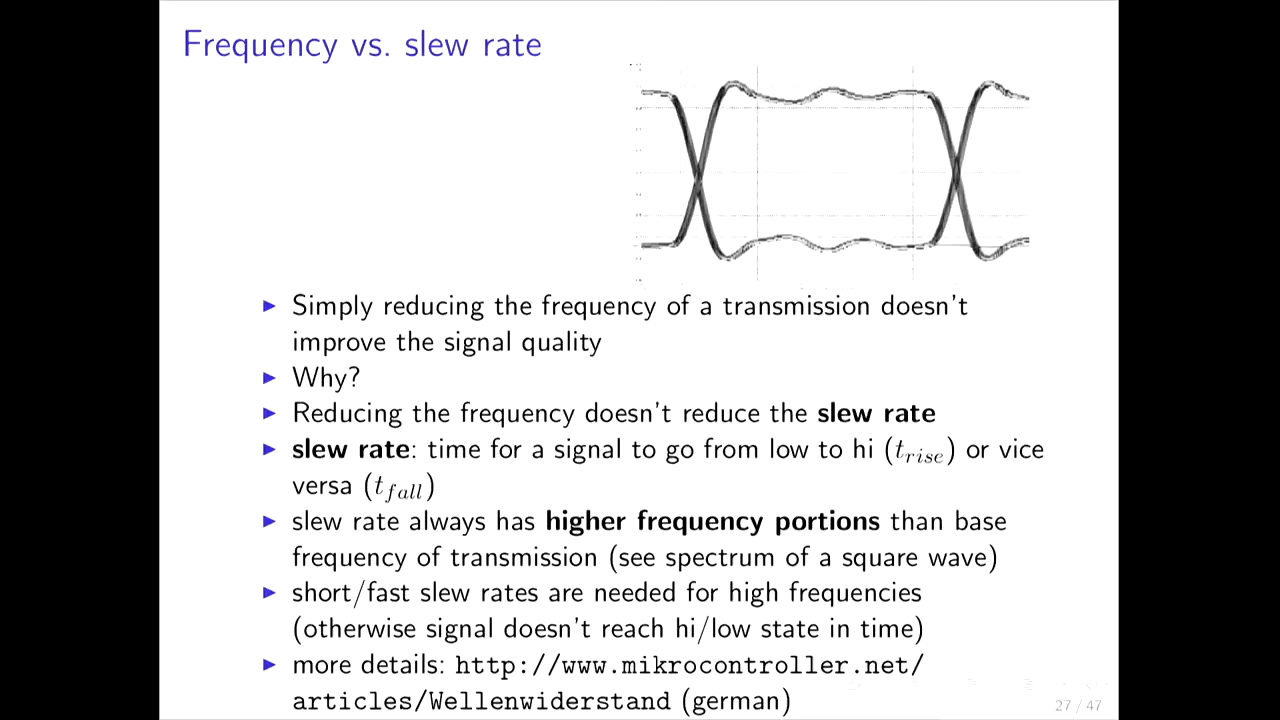 Frequency vs. slew rate
▶ Simply reducing the frequency of a transmission doesn't
improve the signal quality
▶ Why?
▶ Reducing the frequency doesn't reduce the slew rate
▶ slew rate: time for a signal to go from low to hi (t_rise) or vice
versa (t_fall)
▶ slew rate always has higher frequency portions than base
frequency of transmission (see spectrum of a square wave)
▶ short/fast slew rates are needed for high frequencies
(otherwise signal doesn't reach hi/low state in time)
▶ more details: http://www.mikrocontroller.net/
articles/Wellenwiderstand (german)
27 / 47